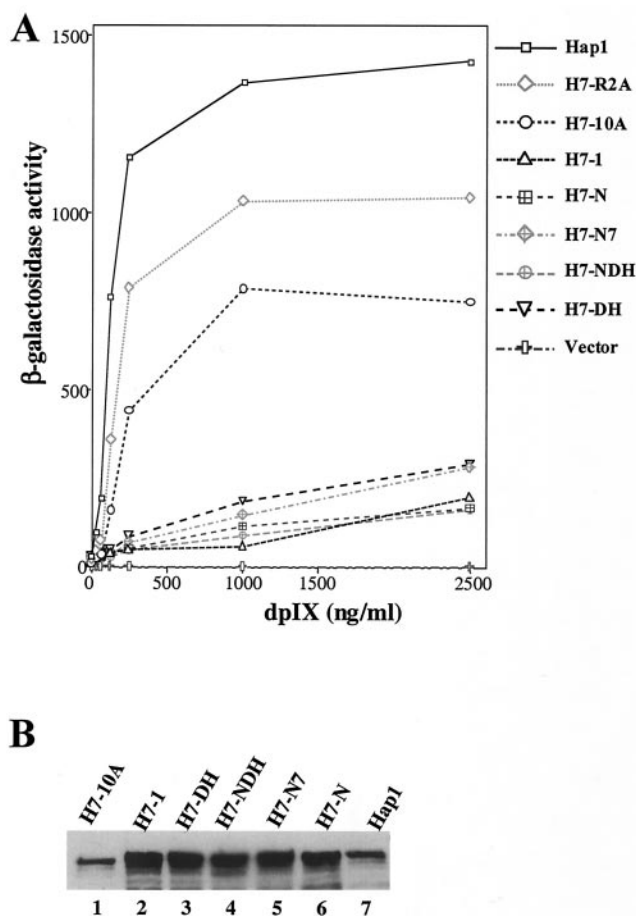 A
1500
1000
500
0
β-galactosidase activity
0 500 1000 1500 2000 2500
dpIX (ng/ml)
Hap1
H7-R2A
H7-10A
H7-1
H7-N
H7-N7
H7-NDH
H7-DH
Vector
B
H7-10A H7-1 H7-DH H7-NDH H7-N7 H7-N Hap1
1 2 3 4 5 6 7